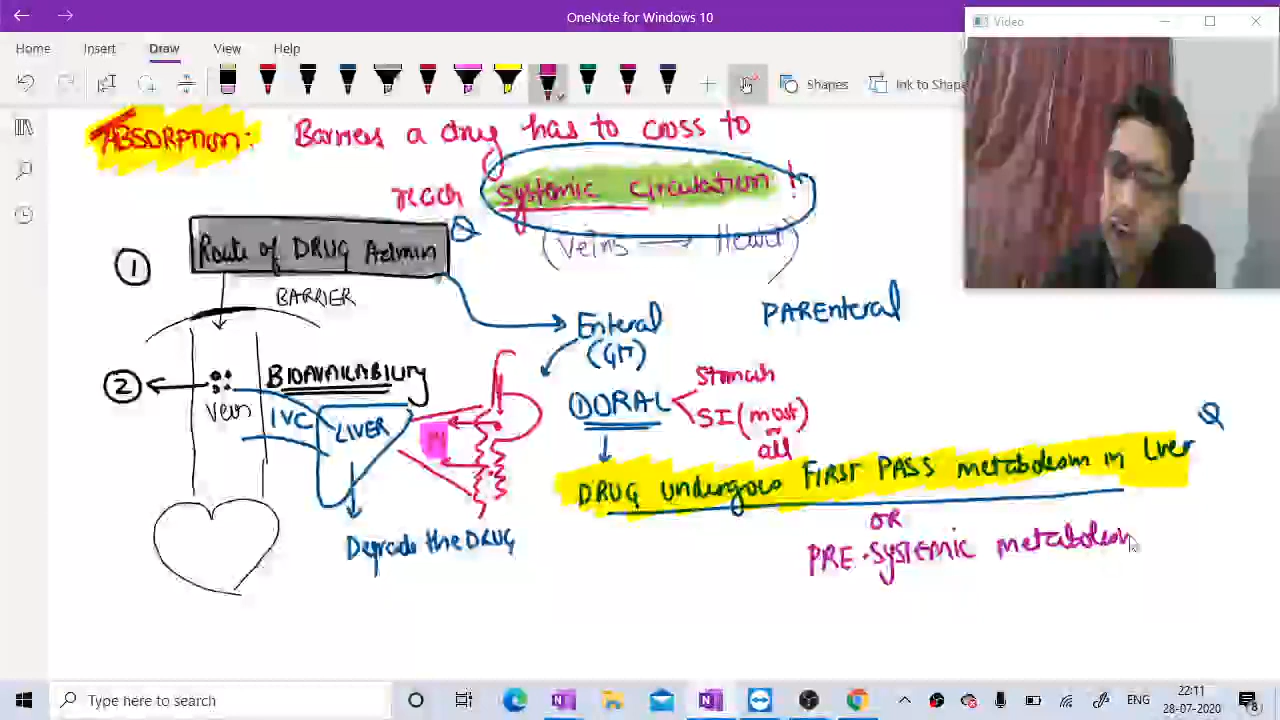 OneNote for Windows 10
Video
Home Insert Draw View Help
Shapes Ink to Shape
ABSORPTION: Barriers a drug has to cross to
reach systemic circulation!
(Veins → Heart)
① Route of DRUG Admin Q
BARRIER
Enteral PAREnteral
(GIT)
② BIOAVAILABILITY
Vein IVC LIVER
① ORAL Stomach
SI (most or all)
DRUG undergoes FIRST PASS metabolism in Liver Q
OR
PRE-SYSTEMIC metabolism
Degrade the DRUG
Type here to search
ENG 22:11
28-07-2020 8